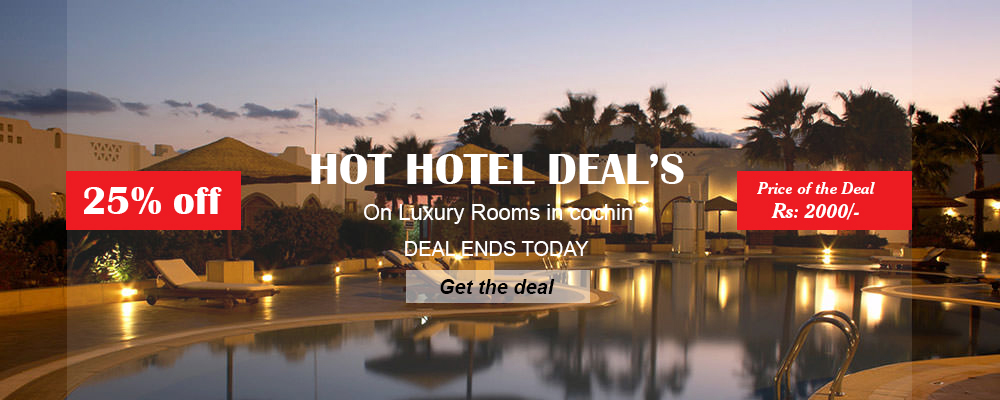 HOT HOTEL DEAL’S
25% off
On Luxury Rooms in cochin
Price of the Deal
Rs: 2000/-
DEAL ENDS TODAY
Get the deal